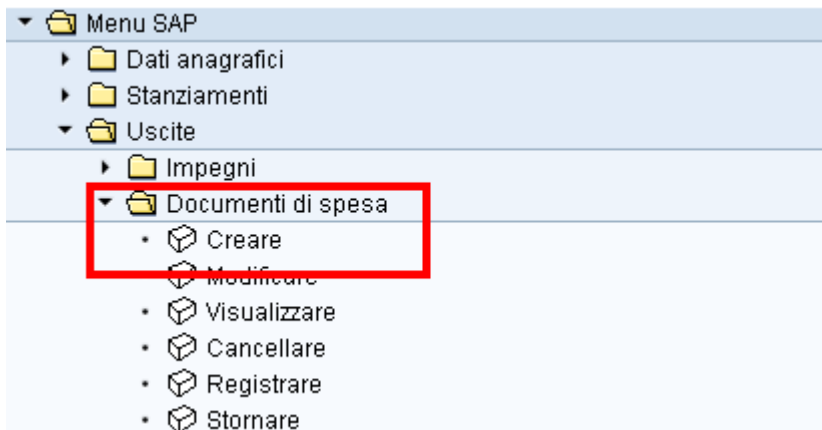 Menu SAP
Dati anagrafici
Stanziamenti
Uscite
Impegni
Documenti di spesa
Creare
Modificare
Visualizzare
Cancellare
Registrare
Stornare